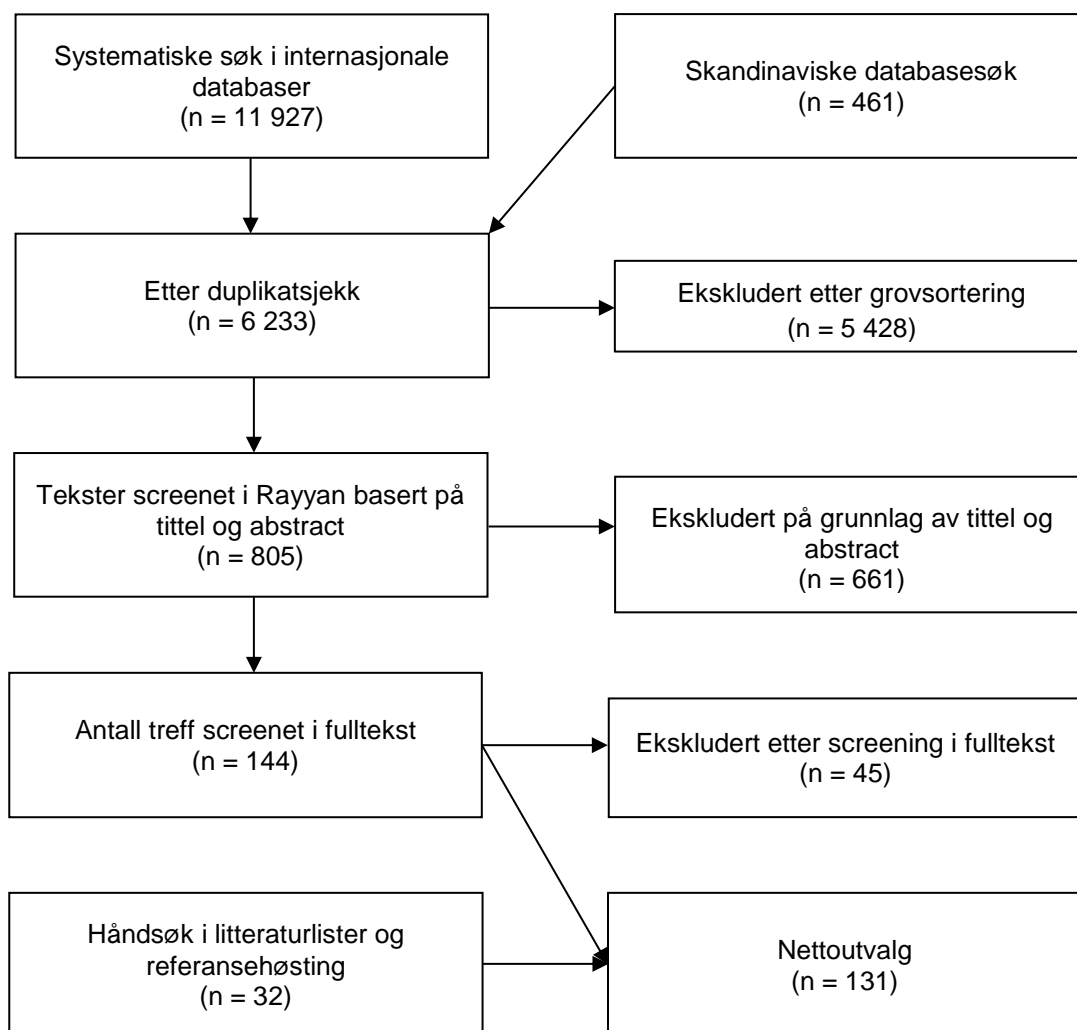 Systematiske søk i internasjonale
databaser
(n = 11 927)
Skandinaviske databasesøk
(n = 461)
Etter duplikatsjekk
(n = 6 233)
Ekskludert etter grovsortering
(n = 5 428)
Tekster screenet i Rayyan basert på
tittel og abstract
(n = 805)
Ekskludert på grunnlag av tittel og
abstract
(n = 661)
Antall treff screenet i fulltekst
(n = 144)
Ekskludert etter screening i fulltekst
(n = 45)
Håndsøk i litteraturlister og
referansehøsting
(n = 32)
Nettoutvalg
(n = 131)